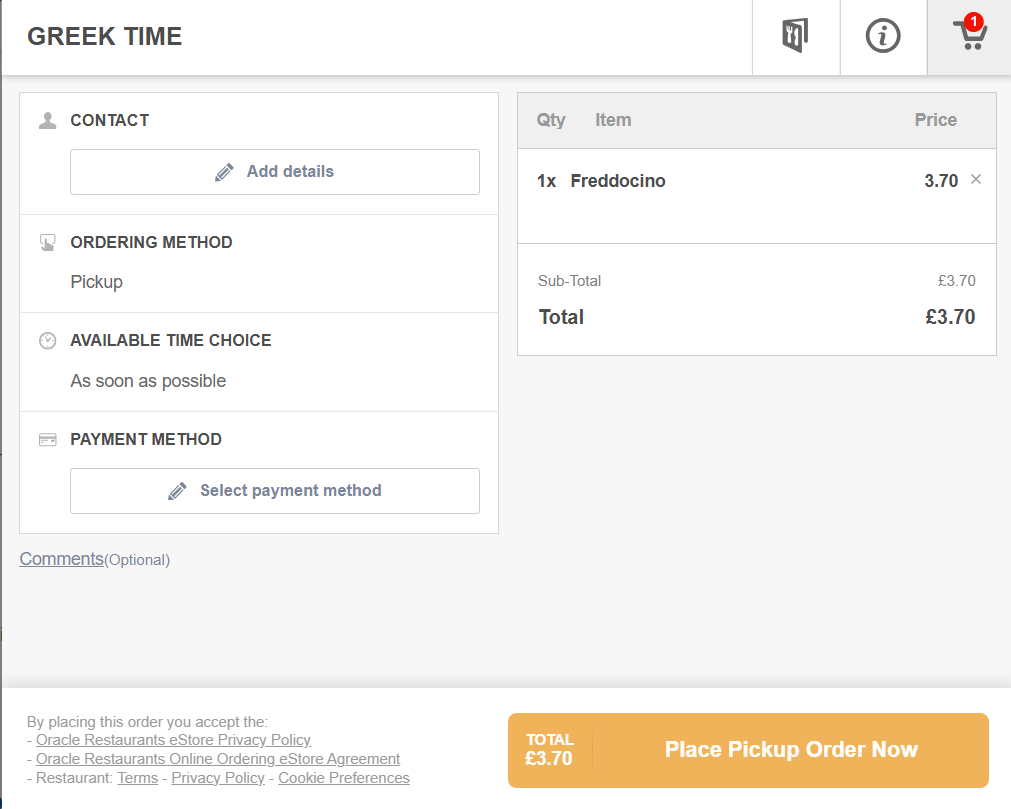 GREEK TIME
1
CONTACT
Add details
ORDERING METHOD
Pickup
AVAILABLE TIME CHOICE
As soon as possible
PAYMENT METHOD
Select payment method
Comments(Optional)
Qty Item Price
1x Freddocino 3.70 ×
Sub-Total £3.70
Total £3.70
By placing this order you accept the:
- Oracle Restaurants eStore Privacy Policy
- Oracle Restaurants Online Ordering eStore Agreement
- Restaurant: Terms - Privacy Policy - Cookie Preferences
TOTAL
£3.70
Place Pickup Order Now